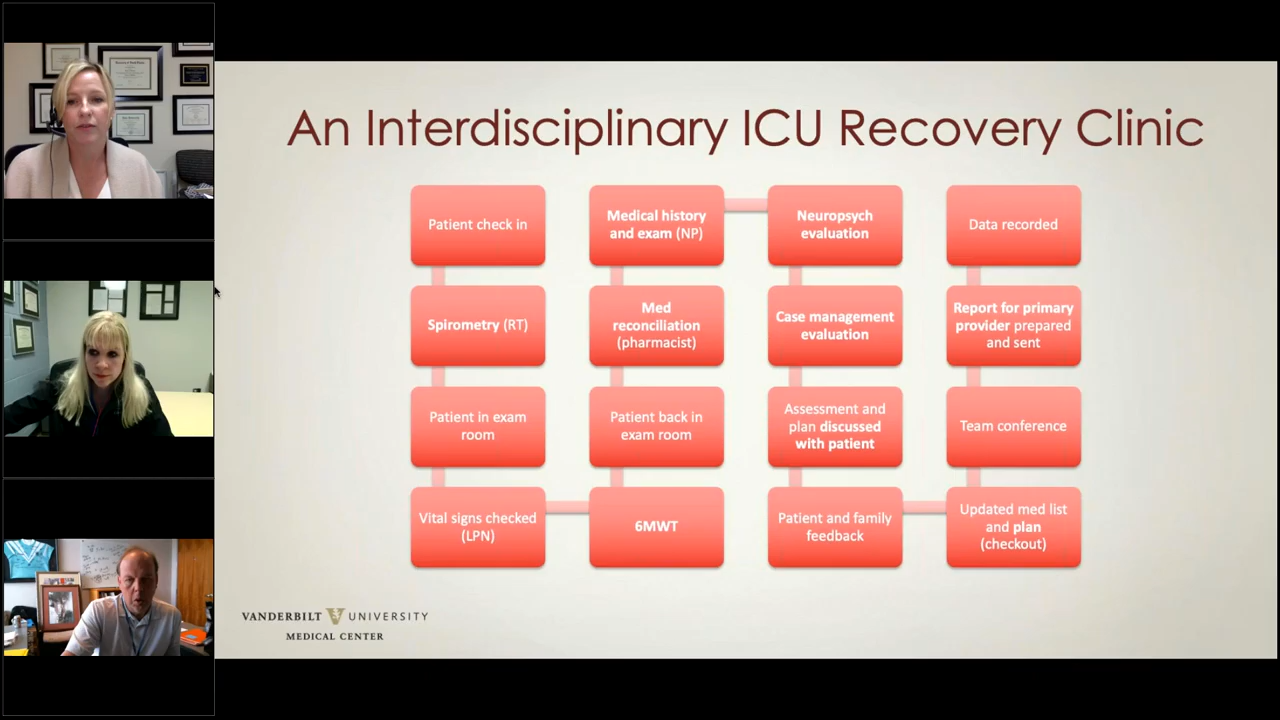 An Interdisciplinary ICU Recovery Clinic
Patient check in
Spirometry (RT)
Patient in exam
room
Vital signs checked
(LPN)
6MWT
Patient back in
exam room
Med
reconciliation
(pharmacist)
Medical history
and exam (NP)
Neuropsych
evaluation
Case management
evaluation
Assessment and
plan discussed
with patient
Patient and family
feedback
Updated med list
and plan
(checkout)
Team conference
Report for primary
provider prepared
and sent
Data recorded
VANDERBILT V UNIVERSITY
MEDICAL CENTER